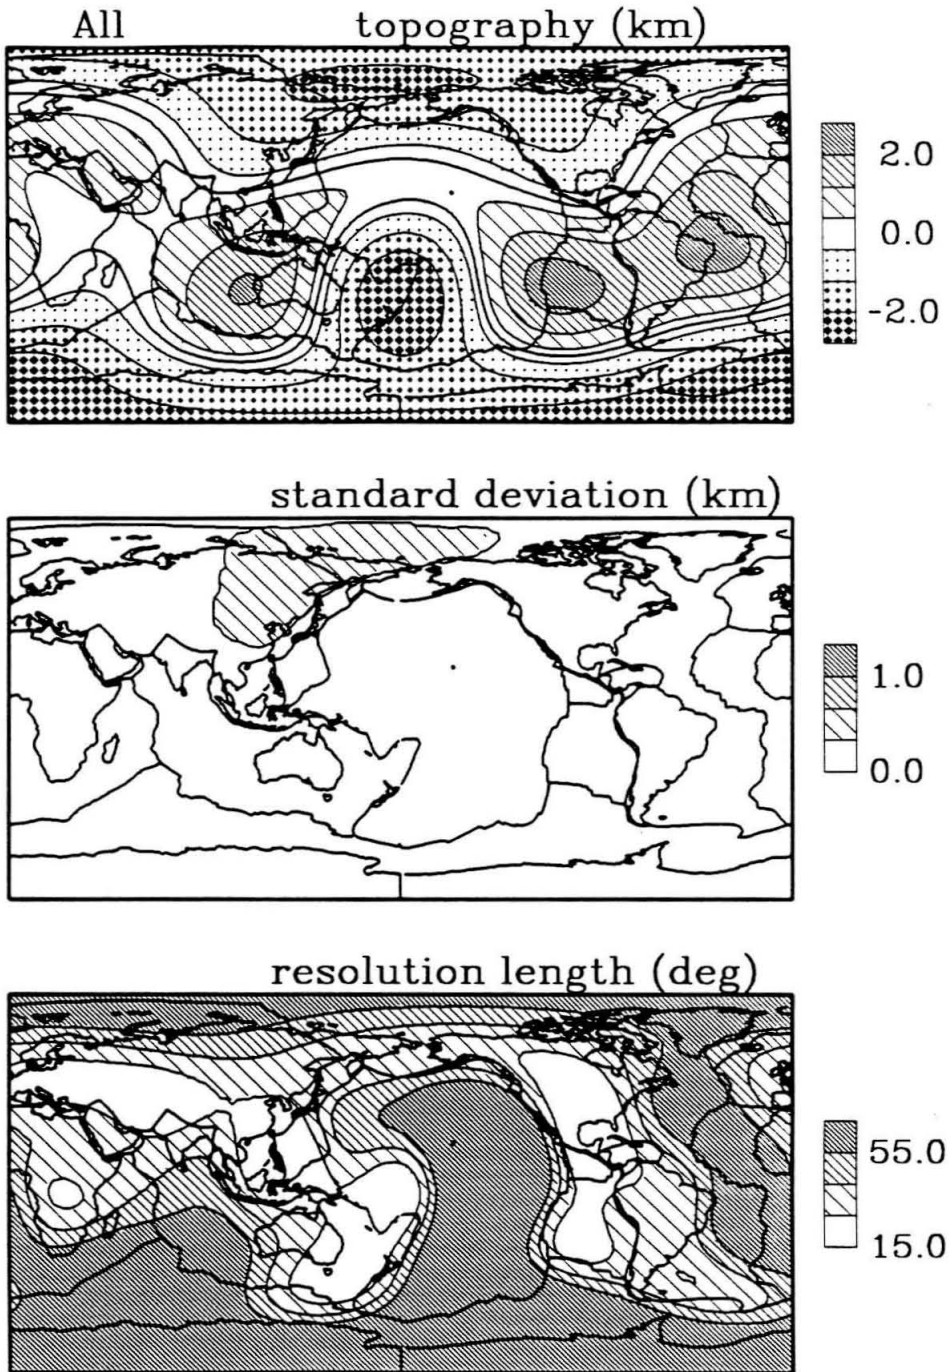 All topography (km)
2.0
0.0
-2.0
standard deviation (km)
1.0
0.0
resolution length (deg)
55.0
15.0